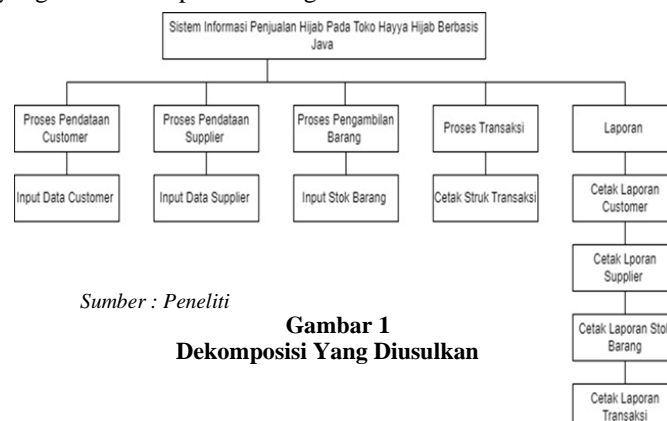 Sistem Informasi Penjualan Hijab Pada Toko Hayya Hijab Berbasis
Java
Proses Pendataan
Customer
Proses Pendataan
Supplier
Proses Pengambilan
Barang
Proses Transaksi
Laporan
Input Data Customer
Input Data Supplier
Input Stok Barang
Cetak Struk Transaksi
Cetak Laporan
Customer
Cetak Lporan
Supplier
Cetak Laporan Stok
Barang
Cetak Laporan
Transaksi
Sumber : Peneliti
Gambar 1
Dekomposisi Yang Diusulkan